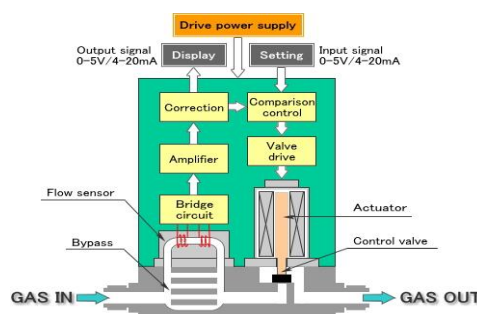 Drive power supply
Output signal
0-5V/4-20mA
Display
Setting
Input signal
0-5V/4-20mA
Correction
Comparison
control
Amplifier
Valve
drive
Flow sensor
Bridge
circuit
Actuator
Bypass
Control valve
GAS IN
GAS OUT